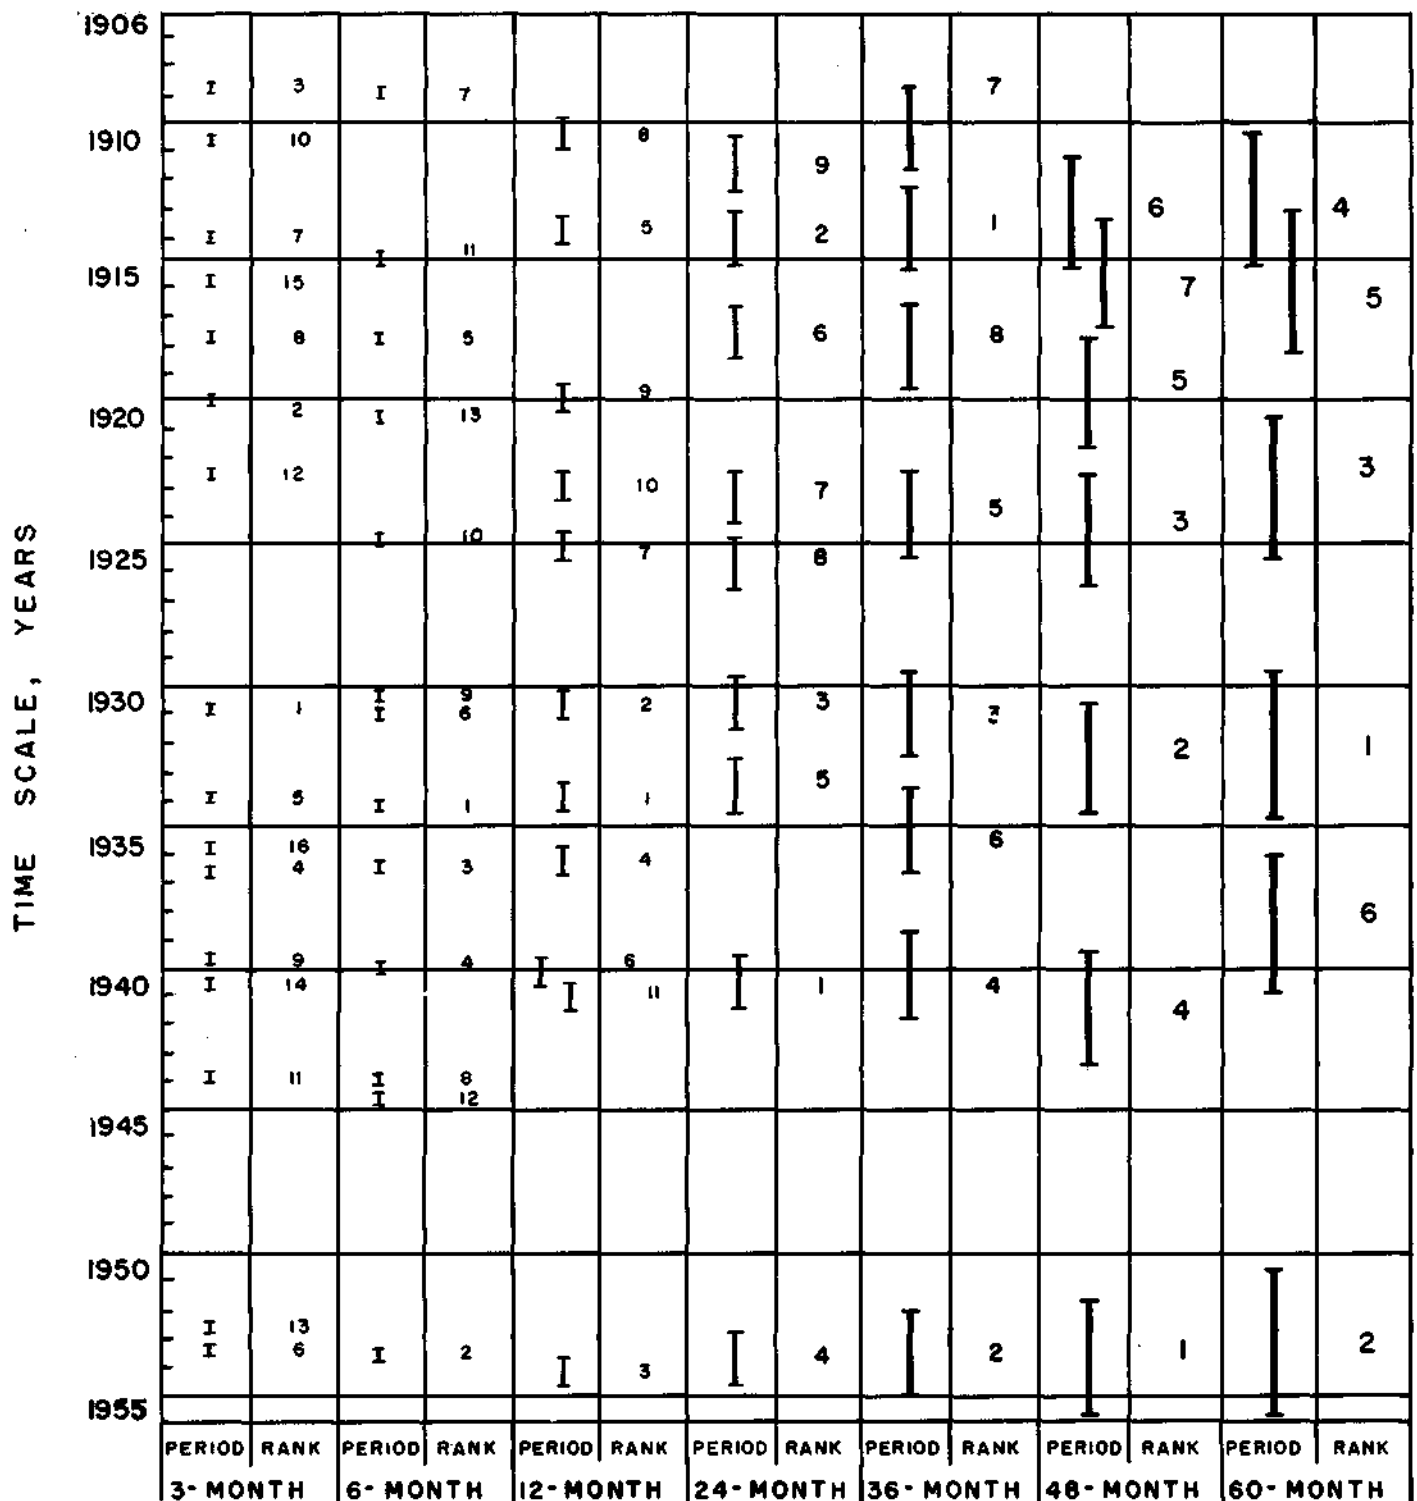 1906
3 7 7
1910
10 8 9
6 4
7 11 5 2 1
1915
15 7 5
8 5 6 8
5
1920
2 13 9
12 10 7 5 3 3
1925
10 7 8
1930
1 9 2 3 3
6
2 1
5 1 1 5
1935
16 6
4 3 4
6
9 4 6
1940
14 11 1 4 4
11 8
12
1945
1950
13
6 2 3 4 2 1 2
1955
TIME SCALE, YEARS
PERIOD RANK PERIOD RANK PERIOD RANK PERIOD RANK PERIOD RANK PERIOD RANK PERIOD RANK
3-MONTH 6-MONTH 12-MONTH 24-MONTH 36-MONTH 48-MONTH 60-MONTH